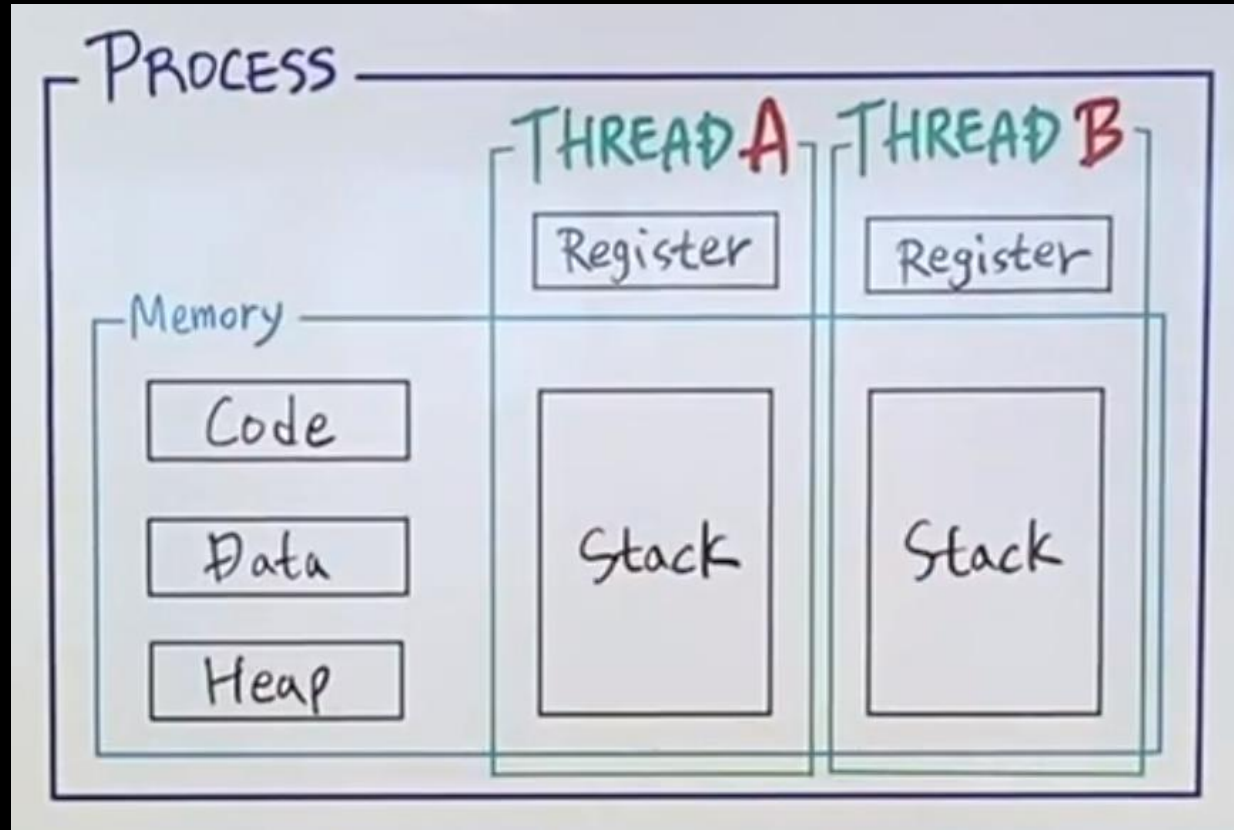 PROCESS
THREAD A
THREAD B
Register
Register
Memory
Code
Data
Heap
Stack
Stack